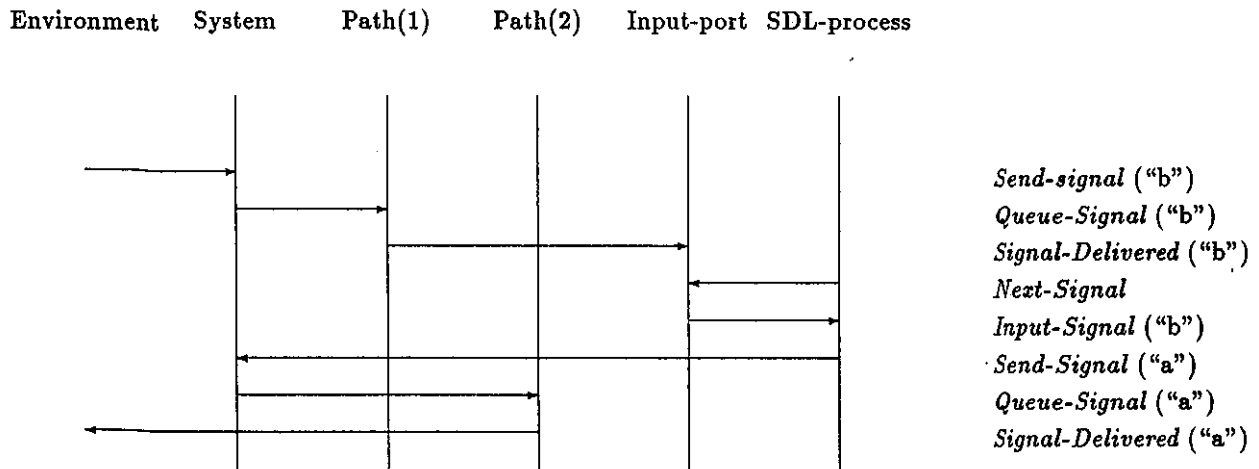 Environment System Path(1) Path(2) Input-port SDL-process
Send-signal (“b”)
Queue-Signal (“b”)
Signal-Delivered (“b”)
Next-Signal
Input-Signal (“b”)
Send-Signal (“a”)
Queue-Signal (“a”)
Signal-Delivered (“a”)